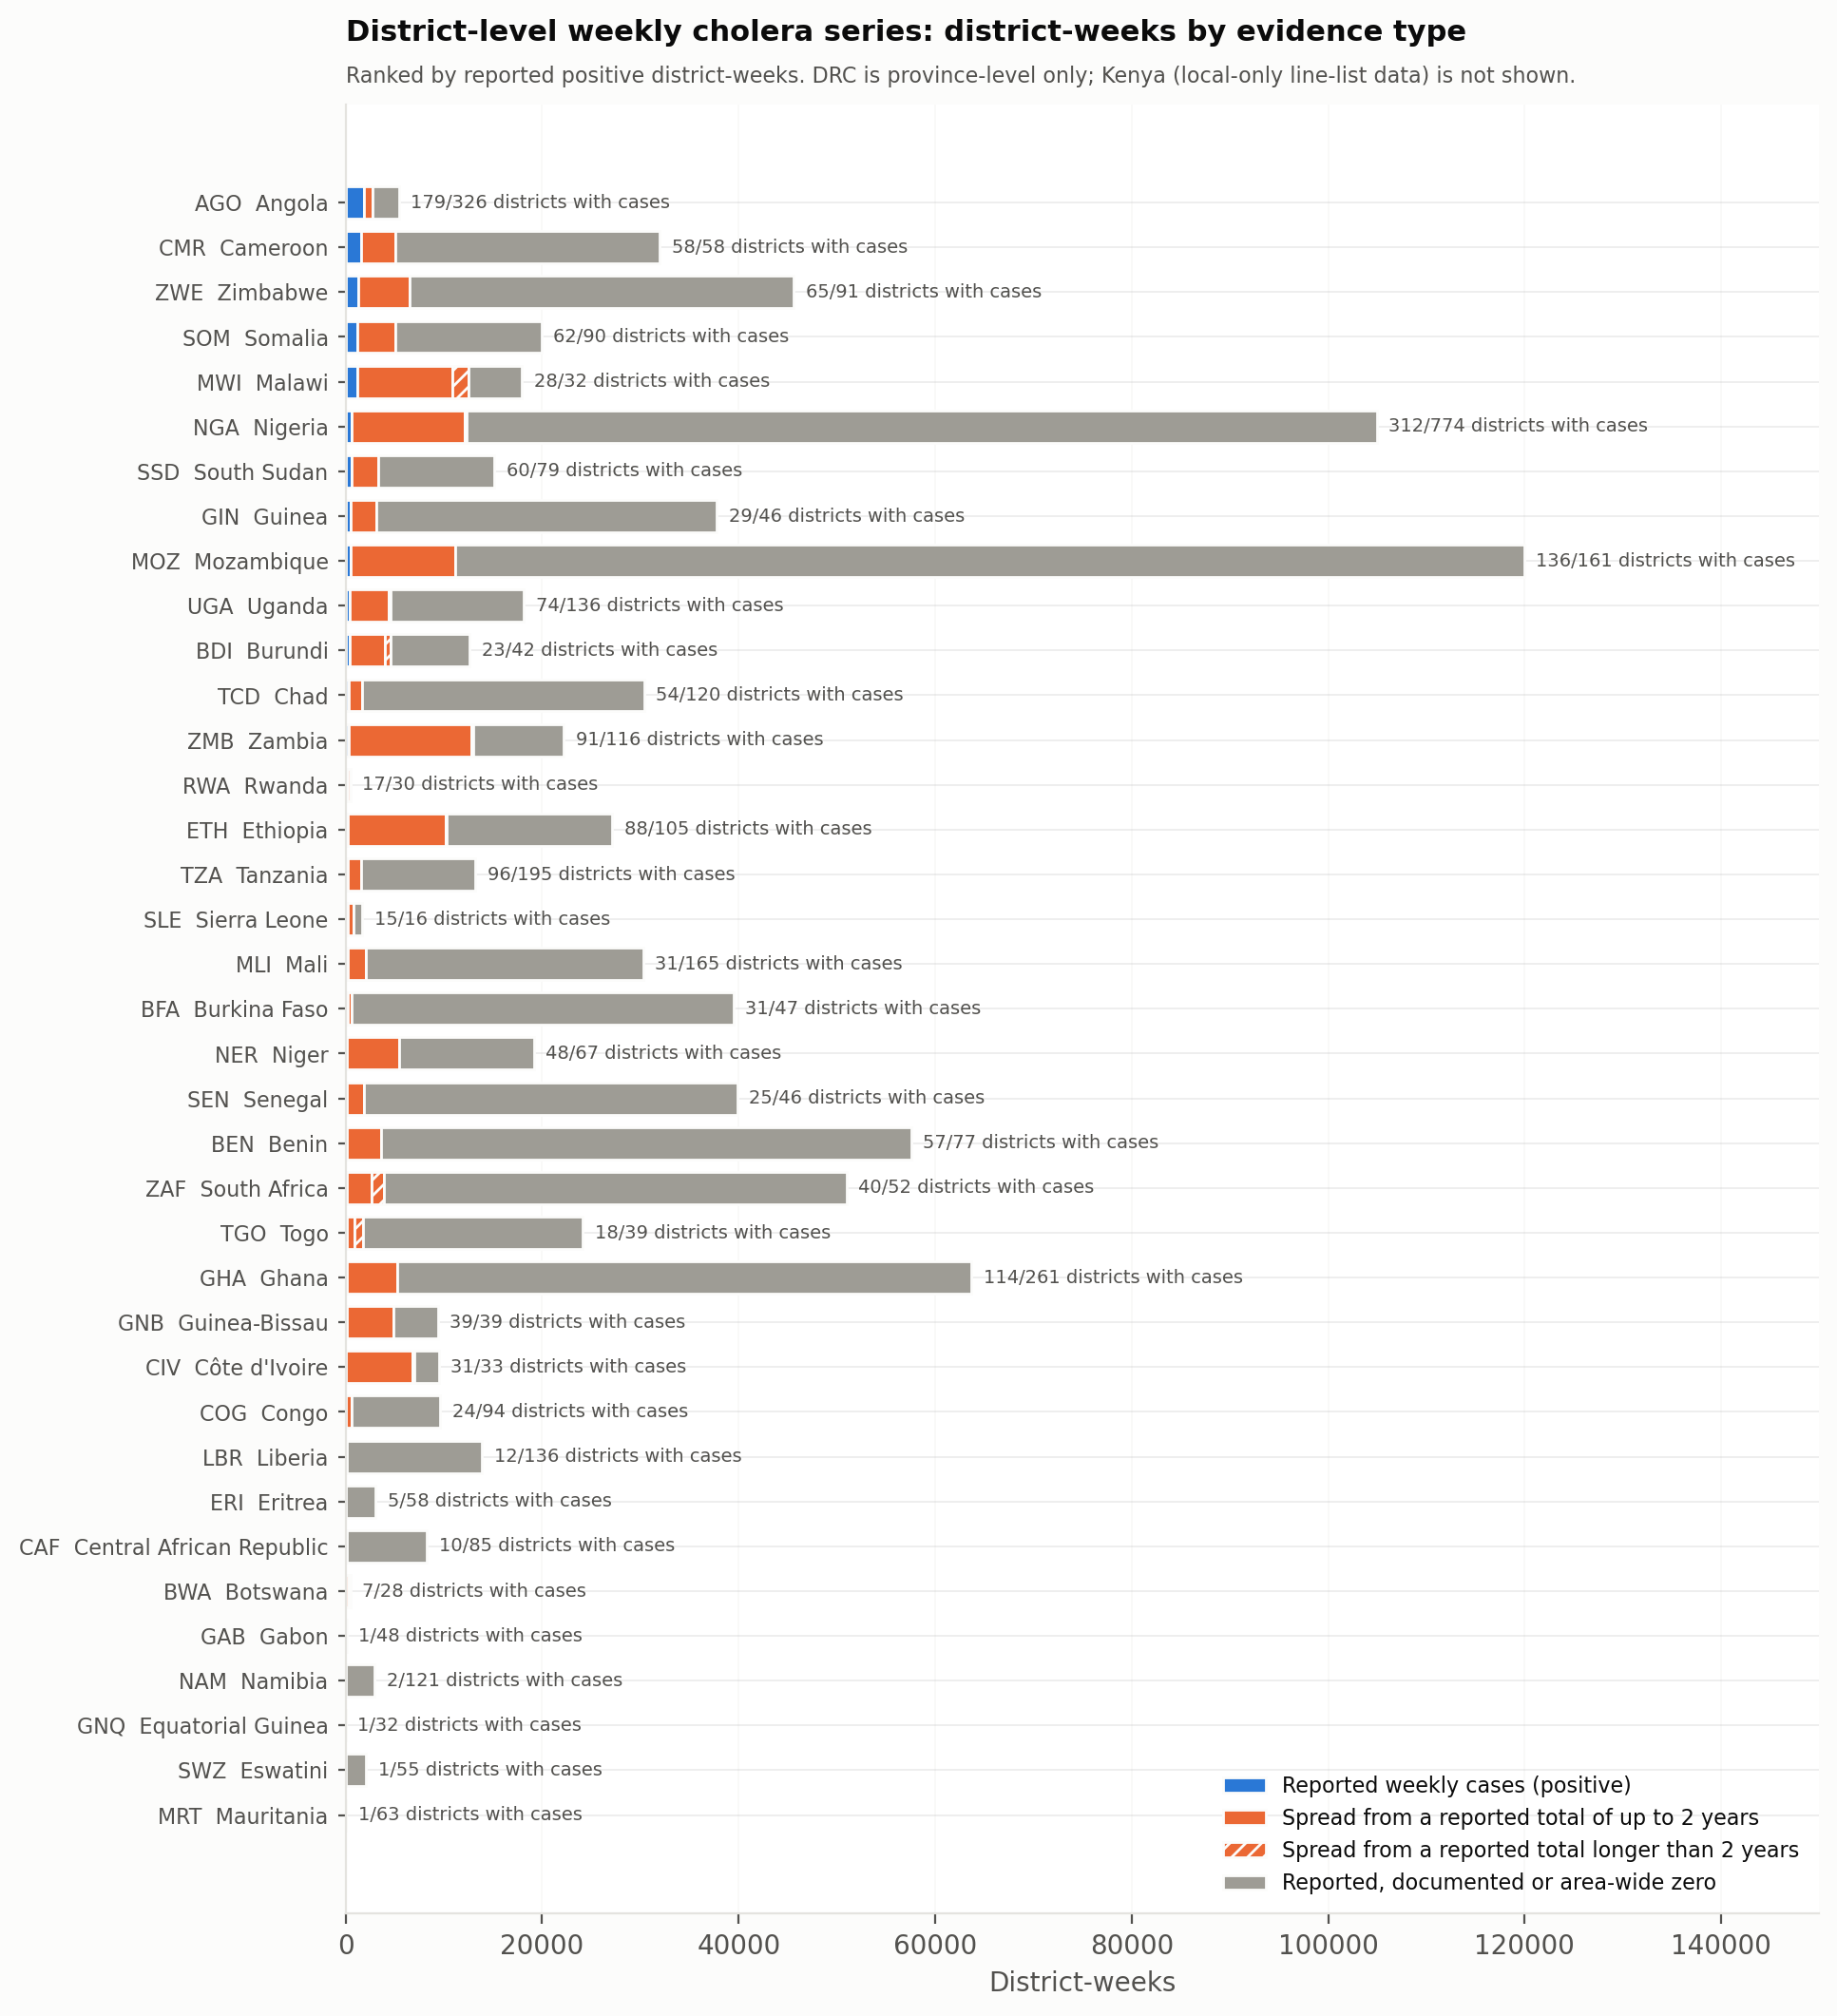 District-level weekly cholera series: district-weeks by evidence type
Ranked by reported positive district-weeks. DRC is province-level only; Kenya (local-only line-list data) is not shown.
AGO Angola 179/326 districts with cases
CMR Cameroon 58/58 districts with cases
ZWE Zimbabwe 65/91 districts with cases
SOM Somalia 62/90 districts with cases
MWI Malawi 28/32 districts with cases
NGA Nigeria 312/774 districts with cases
SSD South Sudan 60/79 districts with cases
GIN Guinea 29/46 districts with cases
MOZ Mozambique 136/161 districts with cases
UGA Uganda 74/136 districts with cases
BDI Burundi 23/42 districts with cases
TCD Chad 54/120 districts with cases
ZMB Zambia 91/116 districts with cases
RWA Rwanda 17/30 districts with cases
ETH Ethiopia 88/105 districts with cases
TZA Tanzania 96/195 districts with cases
SLE Sierra Leone 15/16 districts with cases
MLI Mali 31/165 districts with cases
BFA Burkina Faso 31/47 districts with cases
NER Niger 48/67 districts with cases
SEN Senegal 25/46 districts with cases
BEN Benin 57/77 districts with cases
ZAF South Africa 40/52 districts with cases
TGO Togo 18/39 districts with cases
GHA Ghana 114/261 districts with cases
GNB Guinea-Bissau 39/39 districts with cases
CIV Côte d'Ivoire 31/33 districts with cases
COG Congo 24/94 districts with cases
LBR Liberia 12/136 districts with cases
ERI Eritrea 5/58 districts with cases
CAF Central African Republic 10/85 districts with cases
BWA Botswana 7/28 districts with cases
GAB Gabon 1/48 districts with cases
NAM Namibia 2/121 districts with cases
GNQ Equatorial Guinea 1/32 districts with cases
SWZ Eswatini 1/55 districts with cases
MRT Mauritania 1/63 districts with cases
Reported weekly cases (positive)
Spread from a reported total of up to 2 years
Spread from a reported total longer than 2 years
Reported, documented or area-wide zero
0 20000 40000 60000 80000 100000 120000 140000
District-weeks